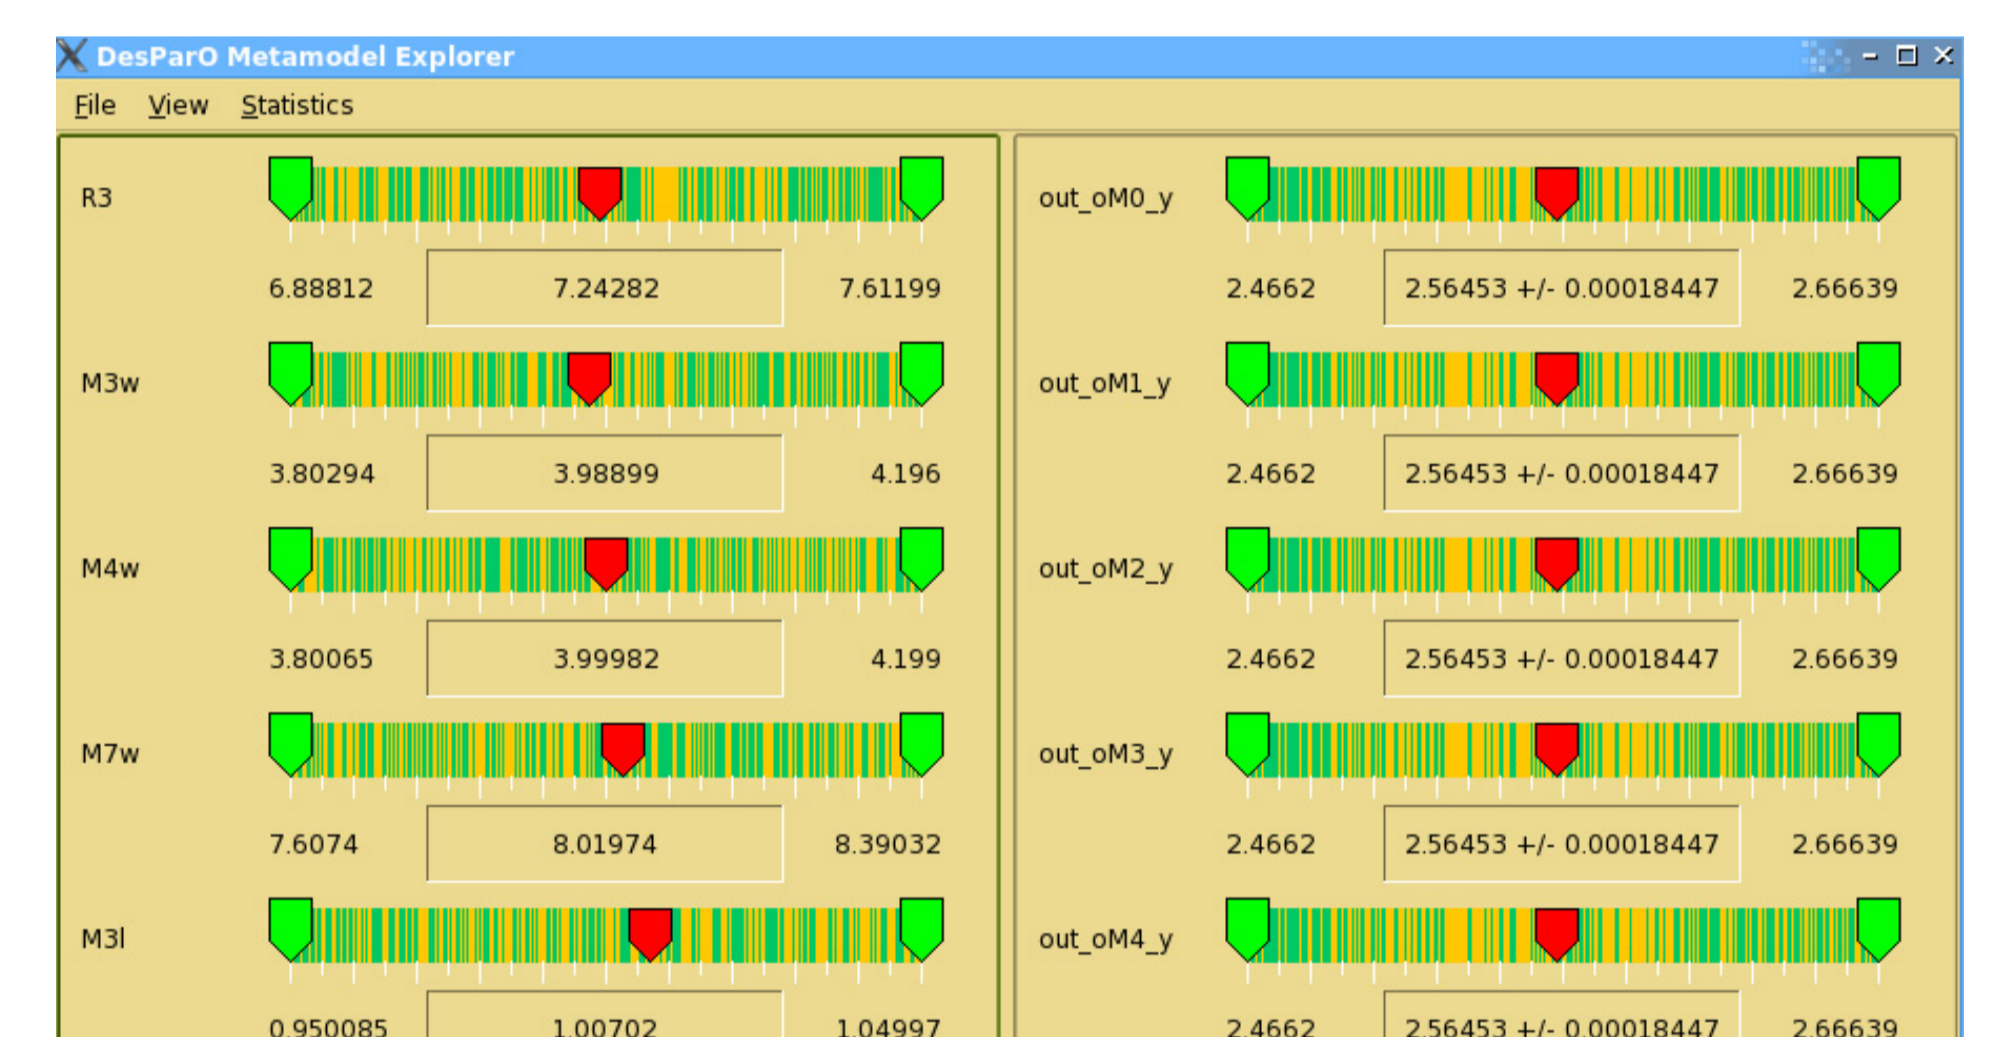 DesParO Metamodel Explorer
File View Statistics
R3
6.88812 7.24282 7.61199
M3w
3.80294 3.98899 4.196
M4w
3.80065 3.99982 4.199
M7w
7.6074 8.01974 8.39032
M3l
0.950085 1.00702 1.04997
out_oM0_y
2.4662 2.56453 +/- 0.00018447 2.66639
out_oM1_y
2.4662 2.56453 +/- 0.00018447 2.66639
out_oM2_y
2.4662 2.56453 +/- 0.00018447 2.66639
out_oM3_y
2.4662 2.56453 +/- 0.00018447 2.66639
out_oM4_y
2.4662 2.56453 +/- 0.00018447 2.66639